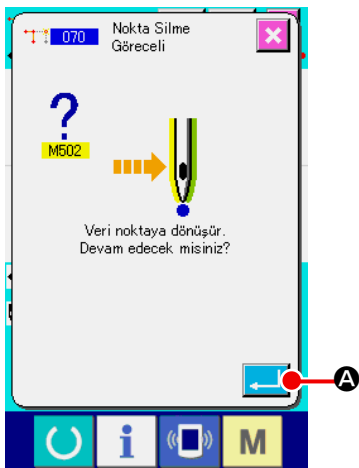 070
Nokta Silme
Göreceli
?
M502
Veri noktaya dönüşür.
Devam edecek misiniz?
A
i
M